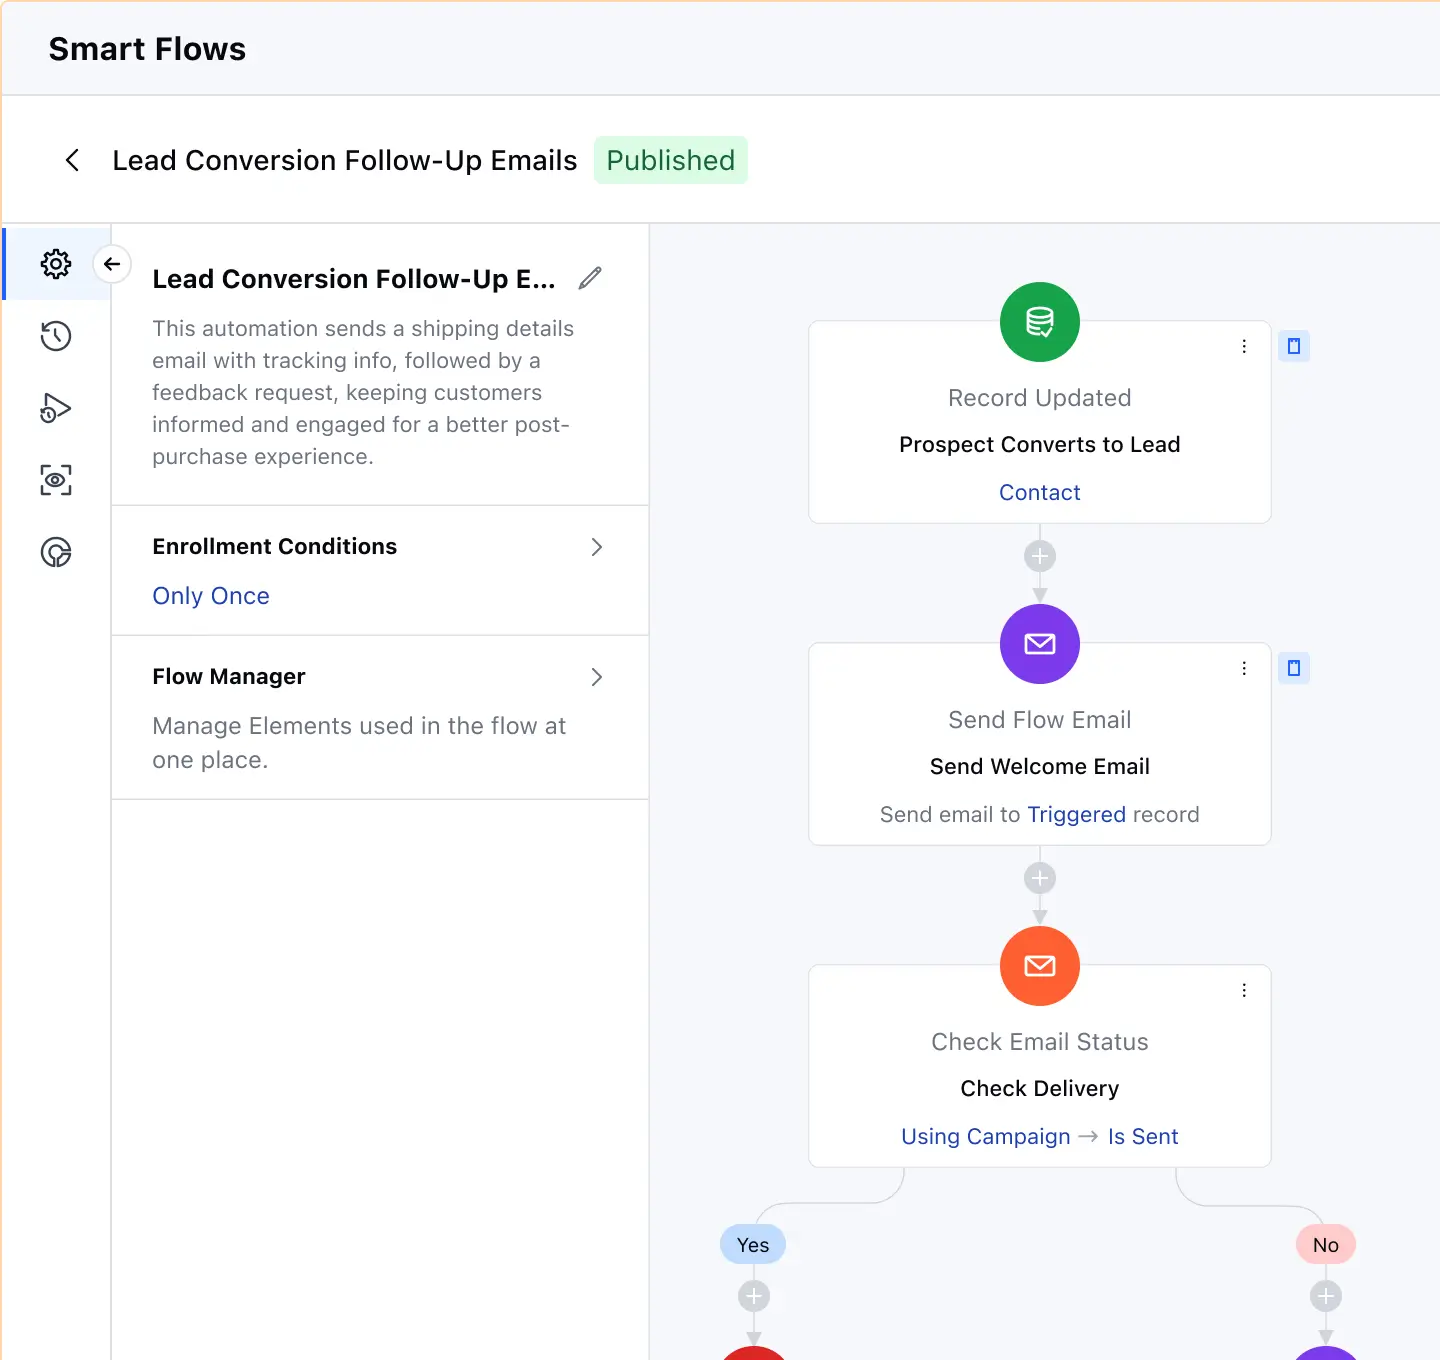 Smart Flows
Lead Conversion Follow-Up Emails
Published
Lead Conversion Follow-Up E...
This automation sends a shipping details
email with tracking info, followed by a
feedback request, keeping customers
informed and engaged for a better post-
purchase experience.
Enrollment Conditions
Only Once
Flow Manager
Manage Elements used in the flow at
one place.
Record Updated
Prospect Converts to Lead
Contact
Send Flow Email
Send Welcome Email
Send email to Triggered record
Check Email Status
Check Delivery
Using Campaign → Is Sent
Yes
No